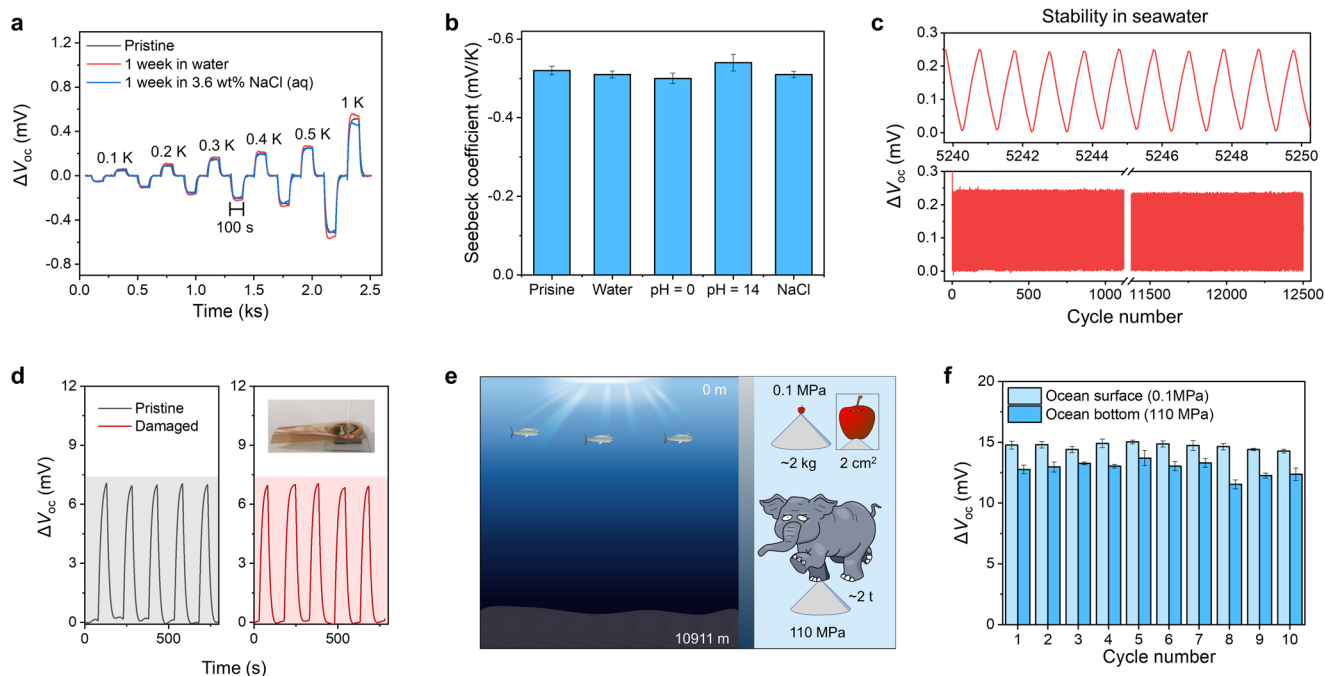 a
ΔVoc (mV)
1.2
0.8
0.4
0.0
-0.4
-0.8
Pristine
1 week in water
1 week in 3.6 wt% NaCl (aq)
0.1 K
0.2 K
0.3 K
0.4 K
0.5 K
1 K
100 s
0.0 0.5 1.0 1.5 2.0 2.5
Time (ks)
b
Seebeck coefficient (mV/K)
-0.6
-0.4
-0.2
0.0
Prisine Water pH = 0 pH = 14 NaCl
c
Stability in seawater
ΔVoc (mV)
0.3
0.2
0.1
0.0
5240 5242 5244 5246 5248 5250
0.3
0.2
0.1
0.0
0 500 1000 11500 12000 12500
Cycle number
d
ΔVoc (mV)
12
9
6
3
0
Pristine
Damaged
0 500
12
9
6
3
0
0 500
Time (s)
e
0 m
10911 m
0.1 MPa
~2 kg
2 cm²
~2 t
110 MPa
f
ΔVoc (mV)
20
15
10
5
0
Ocean surface (0.1MPa)
Ocean bottom (110 MPa)
1 2 3 4 5 6 7 8 9 10
Cycle number